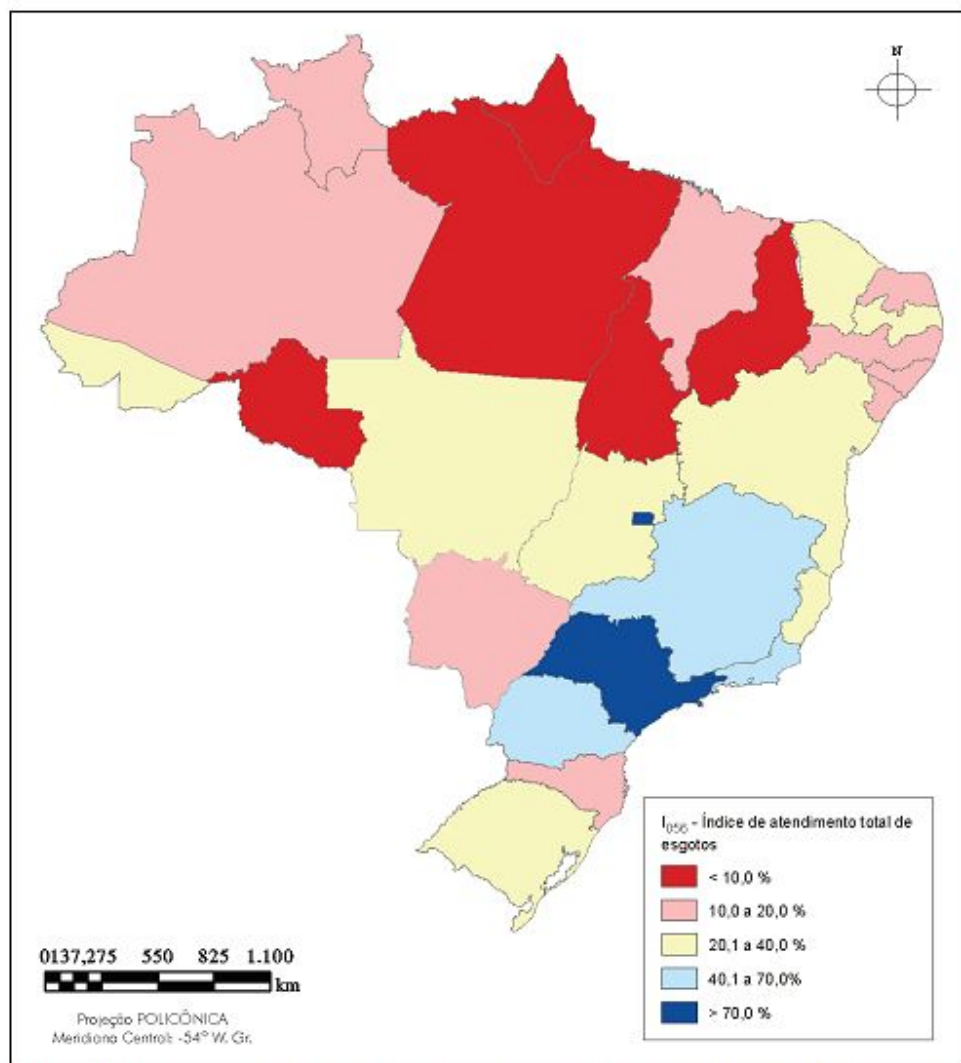 N
I056 - Índice de atendimento total de
esgotos
< 10,0 %
10,0 a 20,0 %
20,1 a 40,0 %
40,1 a 70,0%
> 70,0 %
0137,275 550 825 1.100
km
Projeção POLICÔNICA
Meridiano Central: -54° W. Gr.